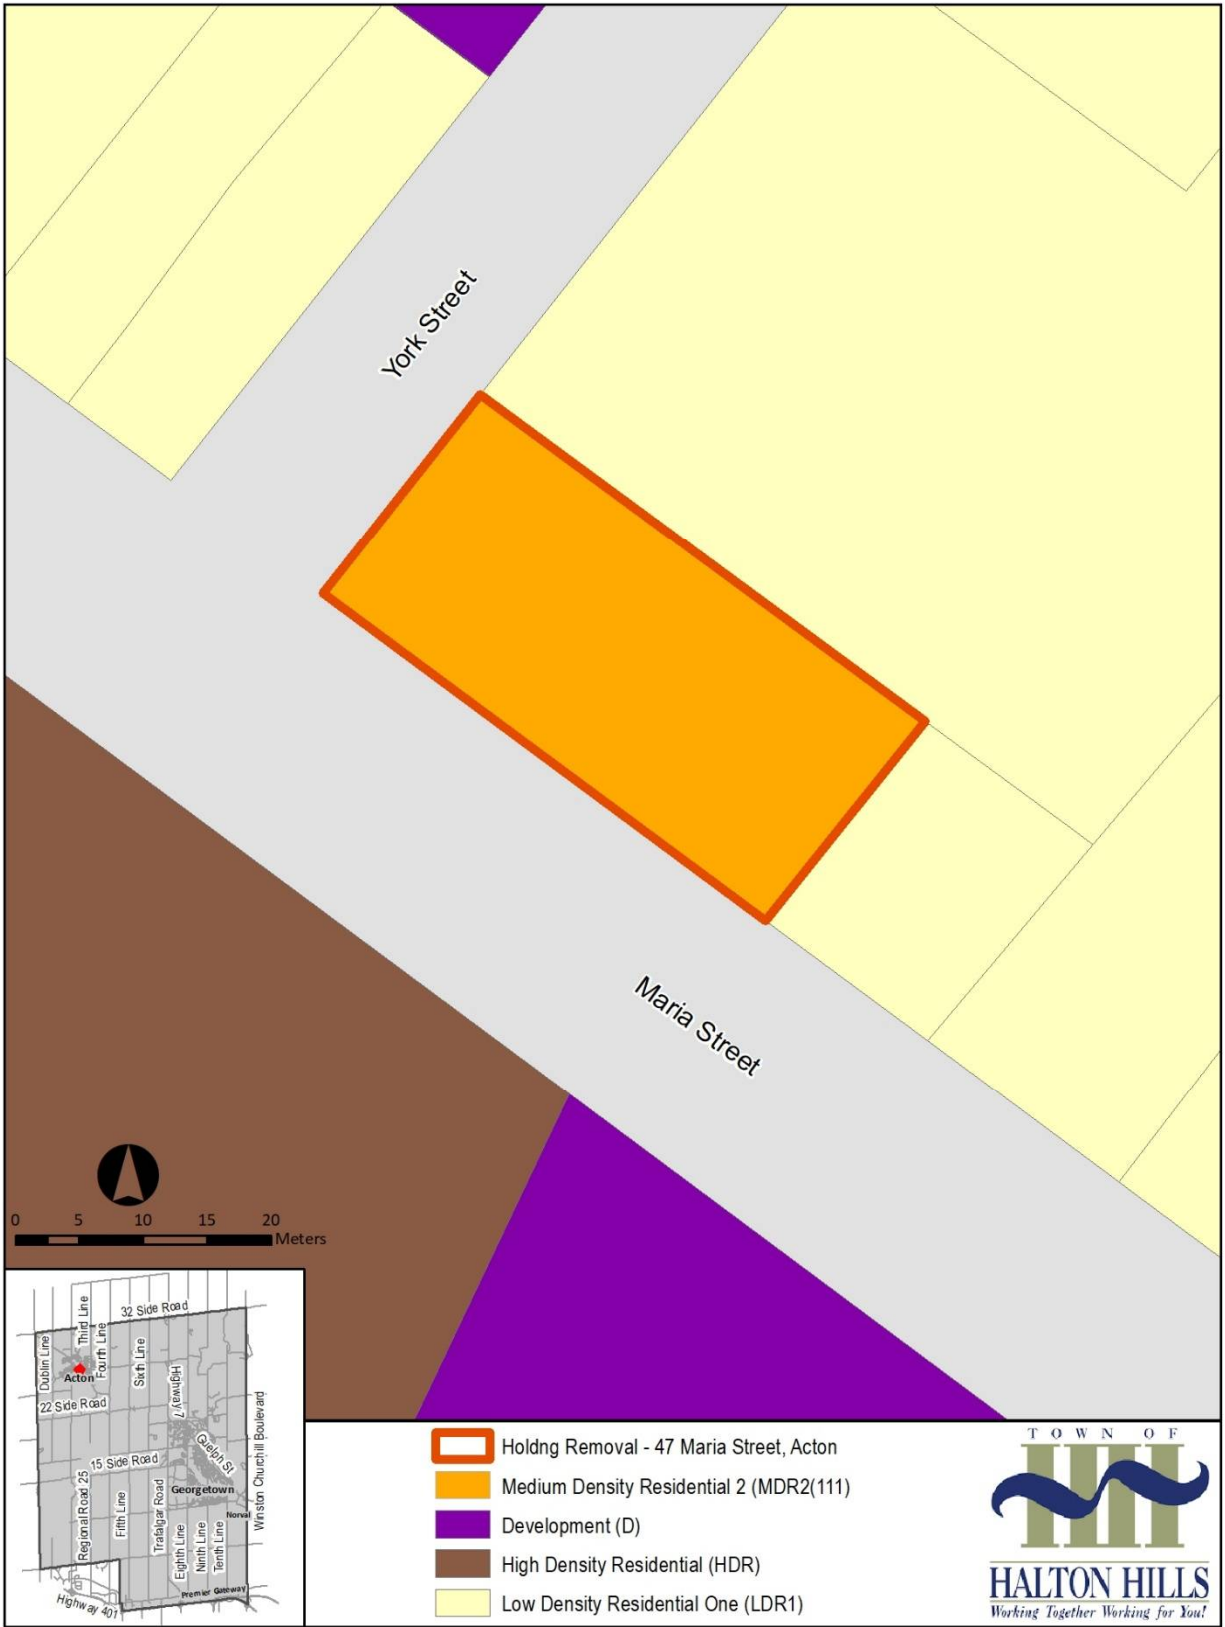 York Street
Maria Street
0 5 10 15 20
Meters
32 Side Road
Dublin Line
Third Line
Fourth Line
Sixth Line
Highway 7
Acton
22 Side Road
15 Side Road
Guelph St
Georgetown
Norval
Winston Churchill Boulevard
Regional Road 25
Fifth Line
Trafalgar Road
Eighth Line
Ninth Line
Tenth Line
Premier Gateway
Highway 401
Holdng Removal - 47 Maria Street, Acton
Medium Density Residential 2 (MDR2(111)
Development (D)
High Density Residential (HDR)
Low Density Residential One (LDR1)
TOWN OF
HALTON HILLS
Working Together Working for You!